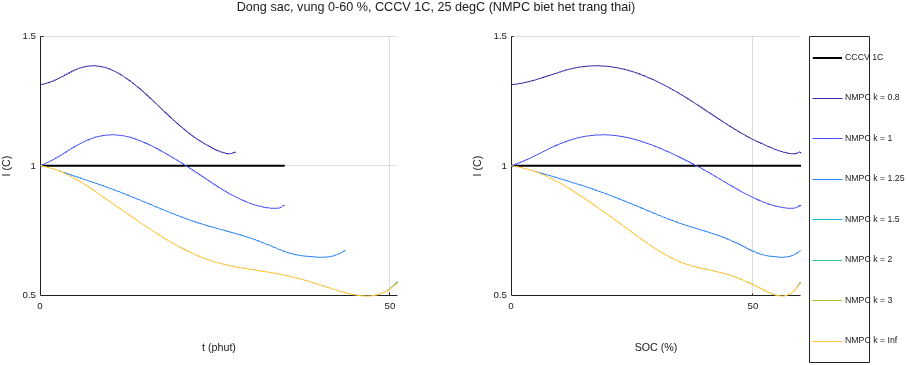 Dong sac, vung 0-60 %, CCCV 1C, 25 degC (NMPC biet het trang thai)
1.5
1
0.5
I (C)
0
50
t (phut)
1.5
1
0.5
I (C)
0
50
SOC (%)
CCCV 1C
NMPC k = 0.8
NMPC k = 1
NMPC k = 1.25
NMPC k = 1.5
NMPC k = 2
NMPC k = 3
NMPC k = Inf